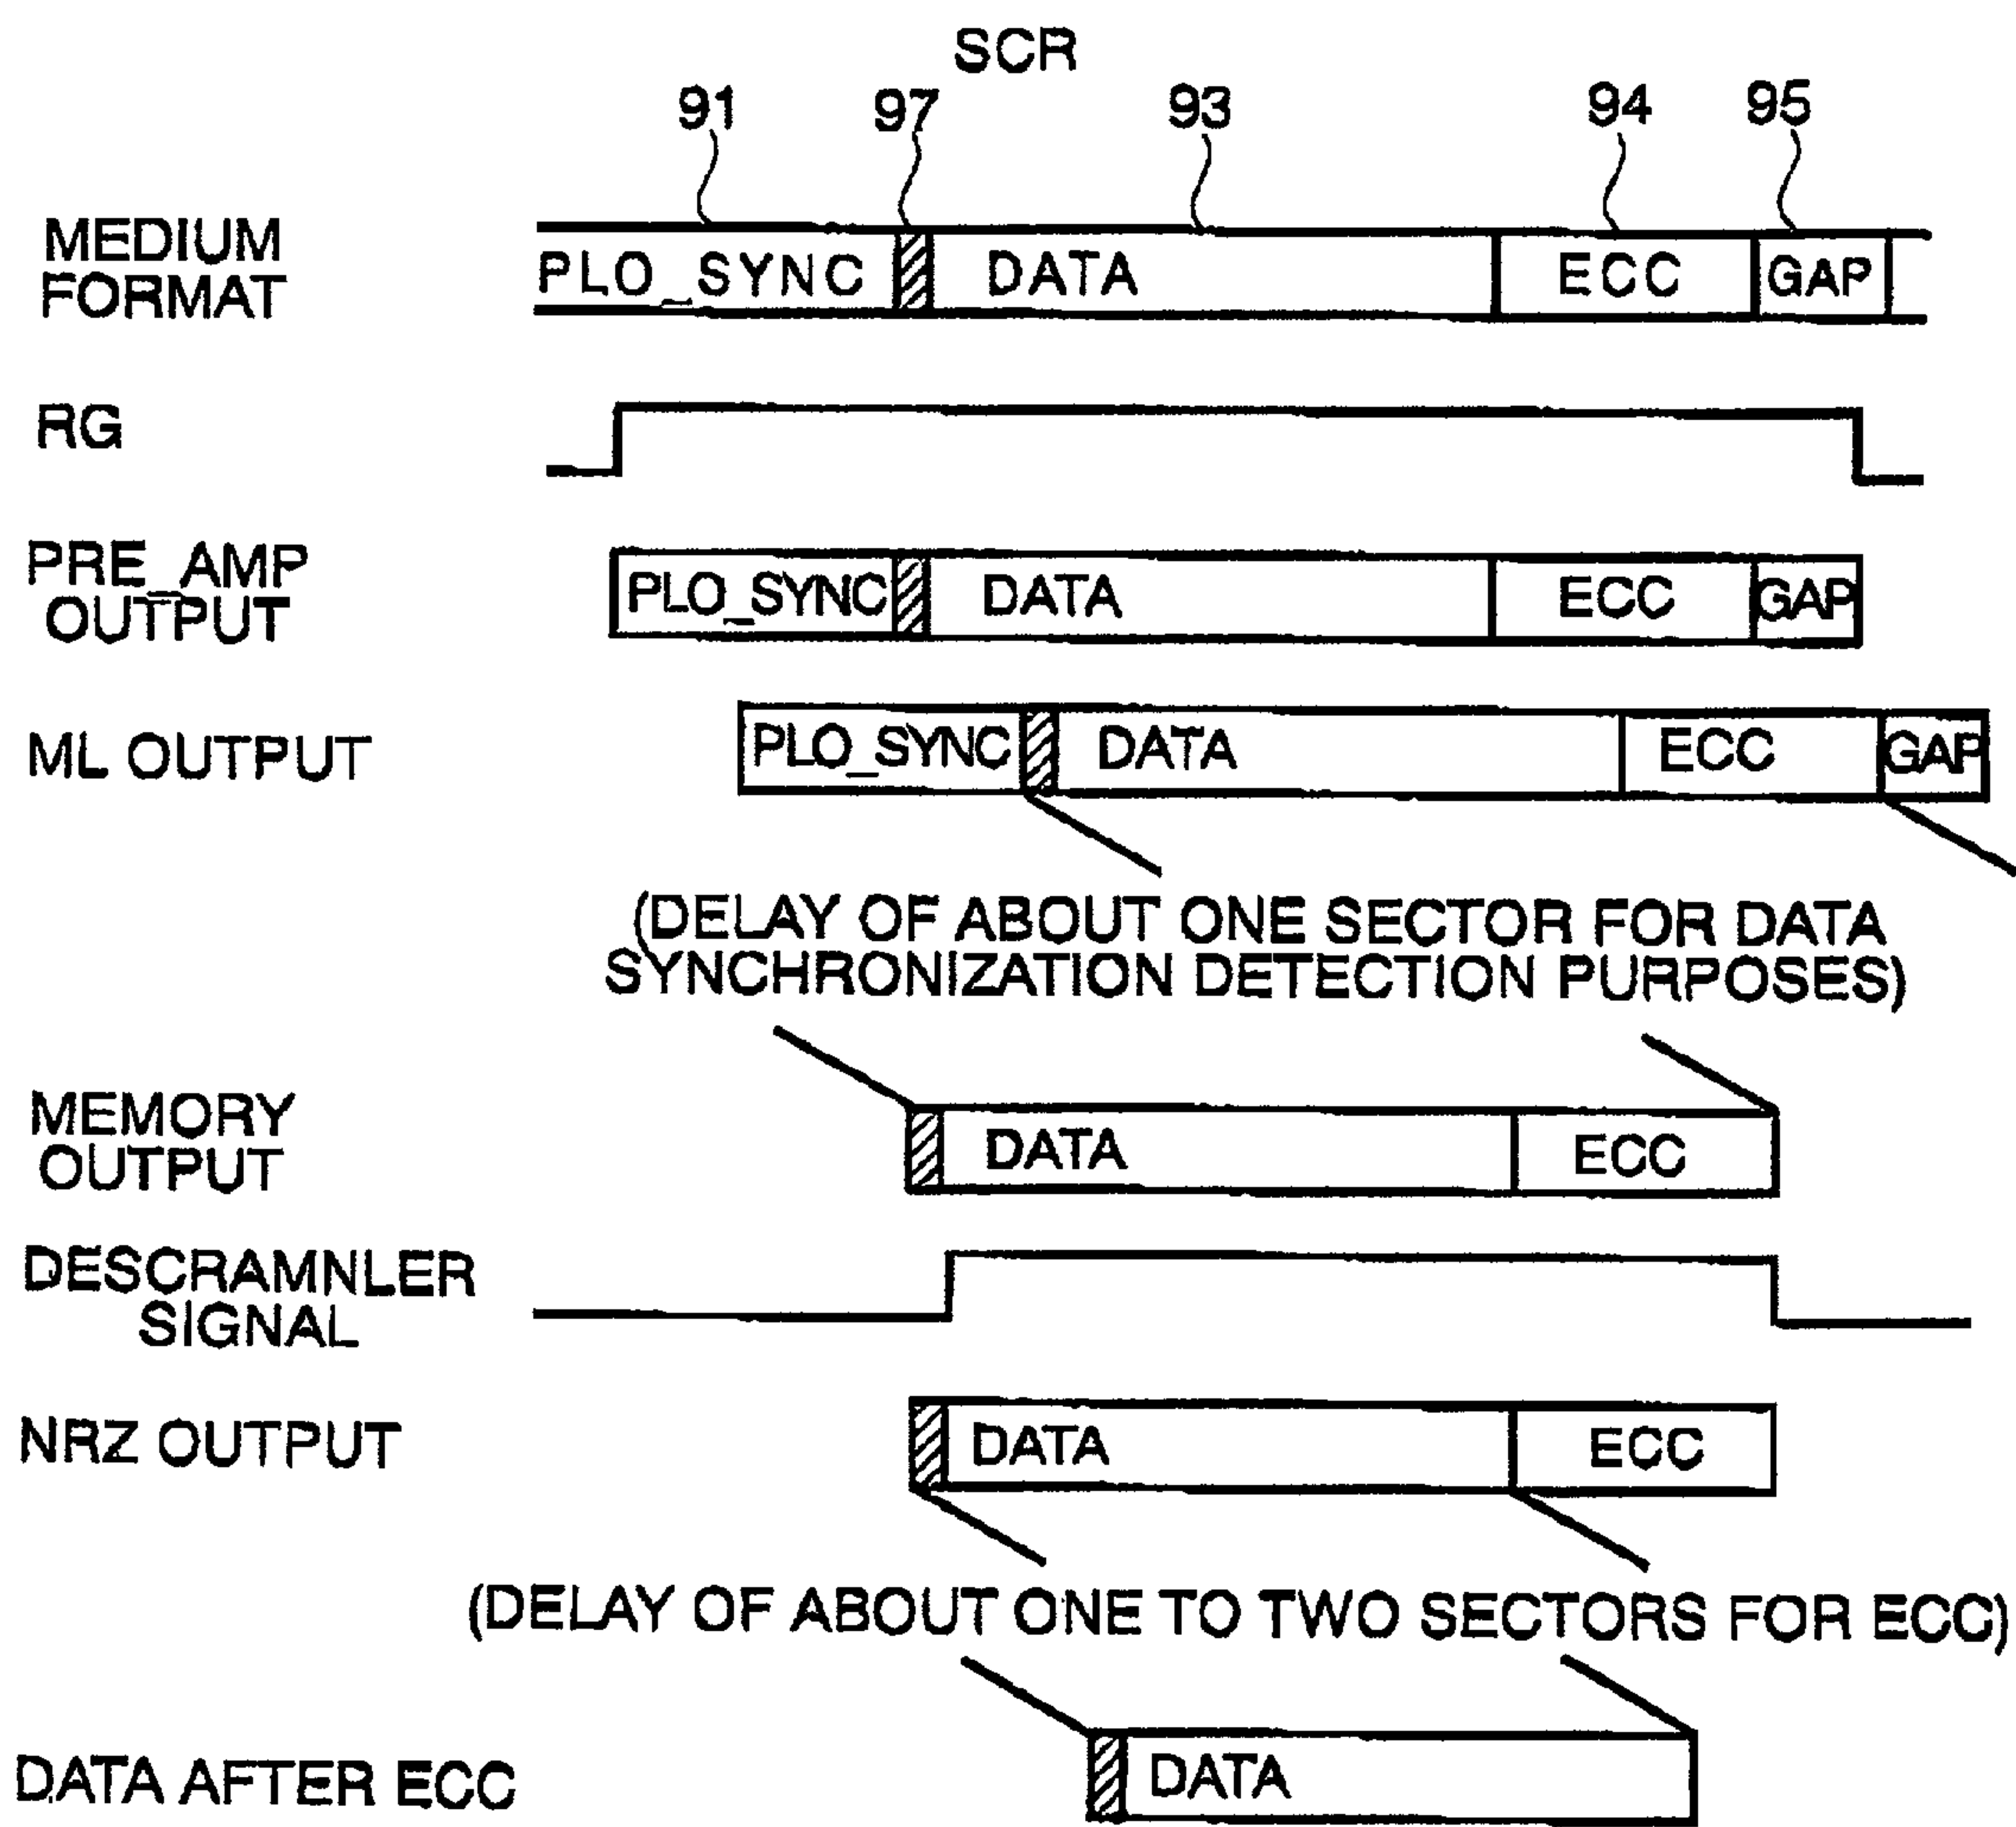 SCR
91 97 93 94 95
MEDIUM
FORMAT
PLO_SYNC DATA ECC GAP
RG
PRE_AMP
OUTPUT
PLO_SYNC DATA ECC GAP
ML OUTPUT
PLO_SYNC DATA ECC GAP
(DELAY OF ABOUT ONE SECTOR FOR DATA
SYNCHRONIZATION DETECTION PURPOSES)
MEMORY
OUTPUT
DATA ECC
DESCRAMNLER
SIGNAL
NRZ OUTPUT
DATA ECC
(DELAY OF ABOUT ONE TO TWO SECTORS FOR ECC)
DATA AFTER ECC
DATA